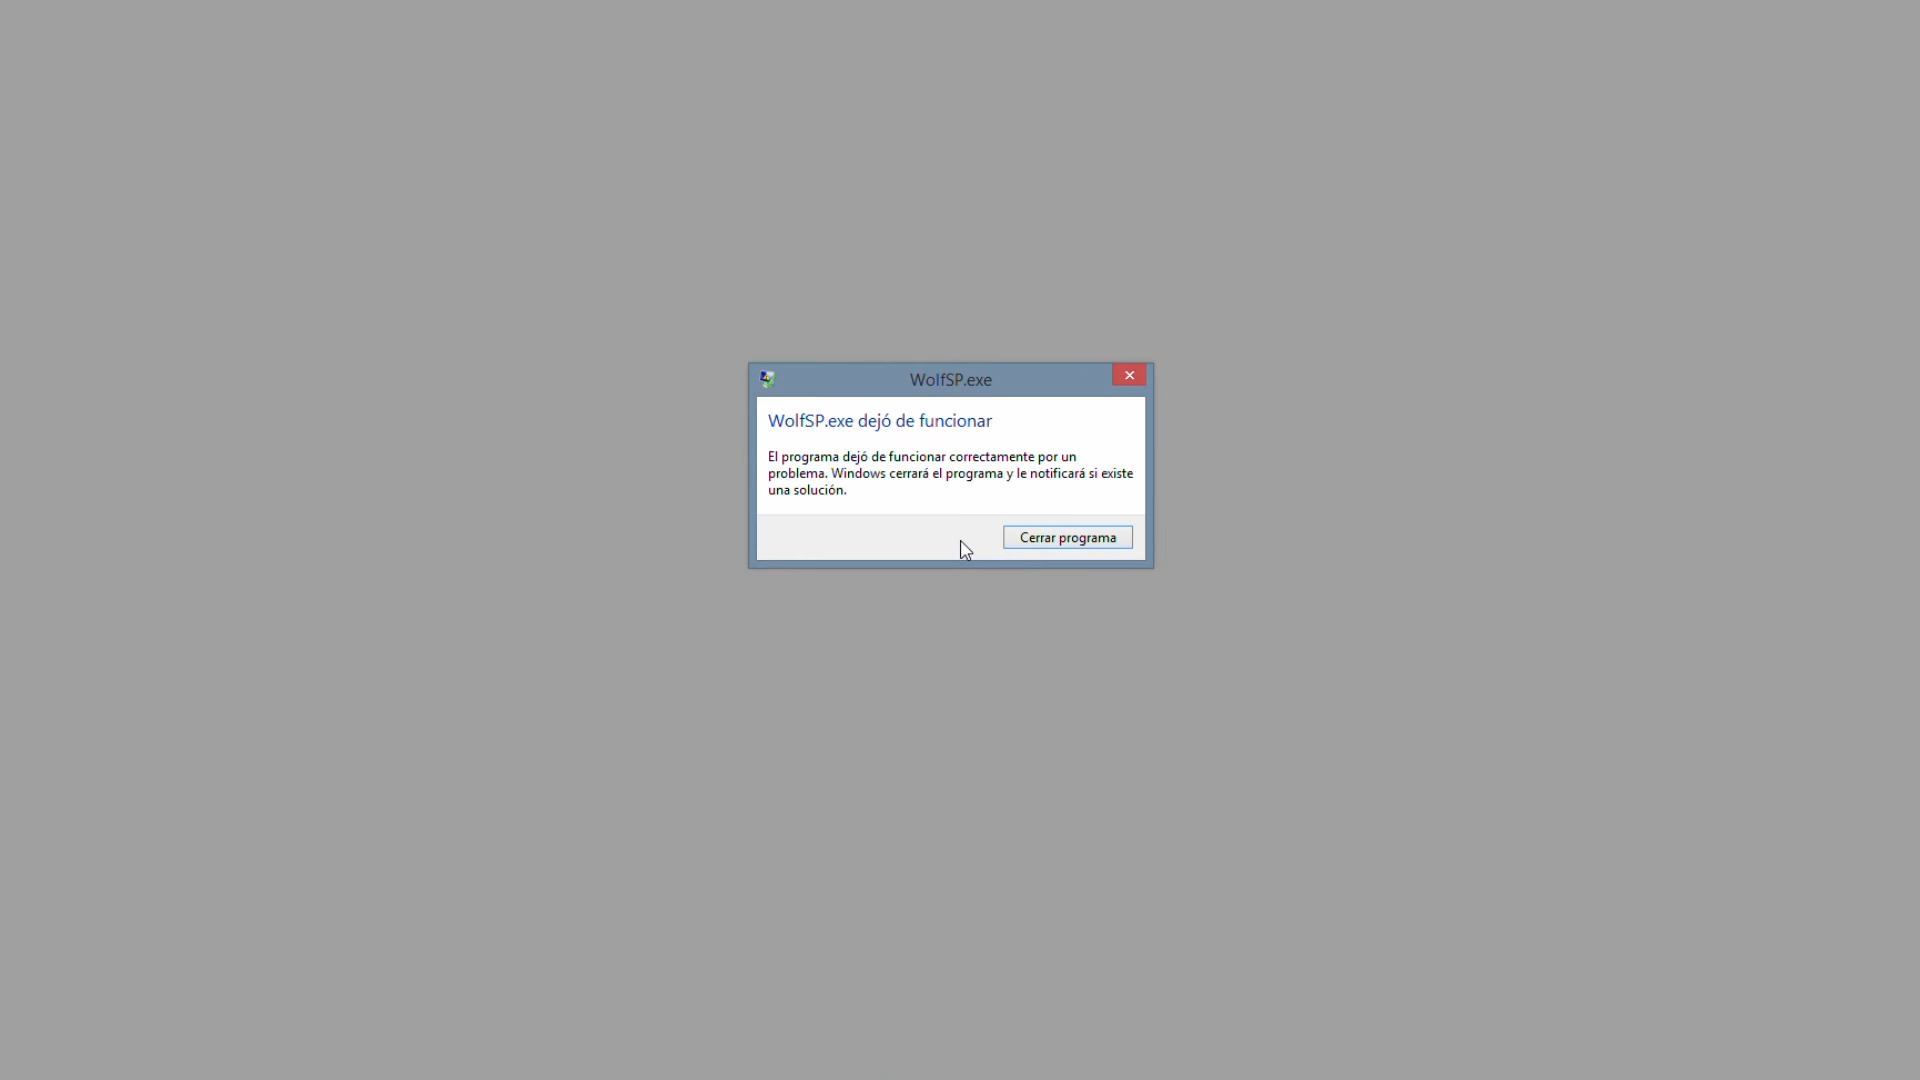 WolfSP.exe
WolfSP.exe dejó de funcionar
El programa dejó de funcionar correctamente por un
problema. Windows cerrará el programa y le notificará si existe
una solución.
Cerrar programa